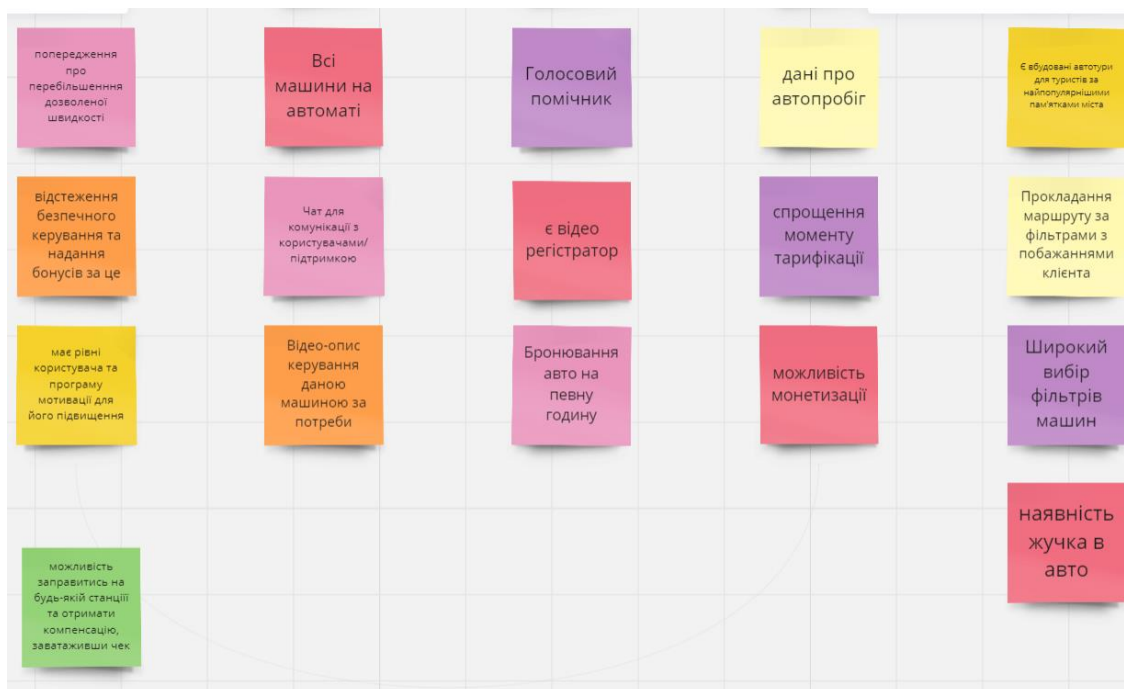 попередження
про
перебільшенння
дозволеної
швидкості
Всі
машини на
автоматі
Голосовий
помічник
дані про
автопробіг
Є вбудовані автотури
для туристів за
найпопулярнішими
пам'ятками міста
відстеження
безпечного
керування та
надання
бонусів за це
Чат для
комунікації з
користувачами/
підтримкою
є відео
регістратор
спрощення
моменту
тарифікації
Прокладання
маршруту за
фільтрами з
побажаннями
клієнта
має рівні
користувача та
програму
мотивації для
його підвищення
Відео-опис
керування
даною
машиною за
потреби
Бронювання
авто на
певну
годину
можливість
монетизації
Широкий
вибір
фільтрів
машин
наявність
жучка в
авто
можливість
заправитись на
будь-якій станціїї
та отримати
компенсацію,
заватаживши чек